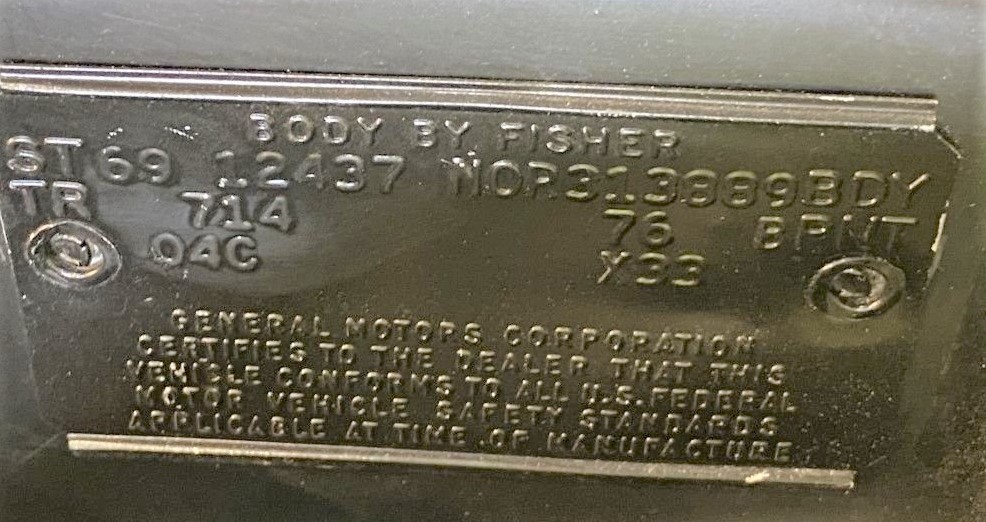 BODY BY FISHER
ST 69 12437 NOR313889BDY
TR 714 76 BPNT
04C X33
GENERAL MOTORS CORPORATION
CERTIFIES TO THE DEALER THAT THIS
VEHICLE CONFORMS TO ALL U.S. FEDERAL
MOTOR VEHICLE SAFETY STANDARDS
APPLICABLE AT TIME OF MANUFACTURE